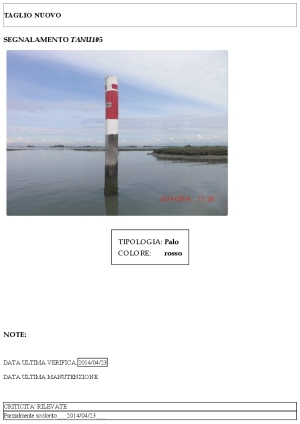 TAGLIO NUOVO
SEGNALAMENTO TANU105
TIPOLOGIA: Palo
COLORE: rosso
NOTE:
DATA ULTIMA VERIFICA 2014/04/23
DATA ULTIMA MANUTENZIONE
CRITICITA' RILEVATE
Parzialmente scolorito 2014/04/23